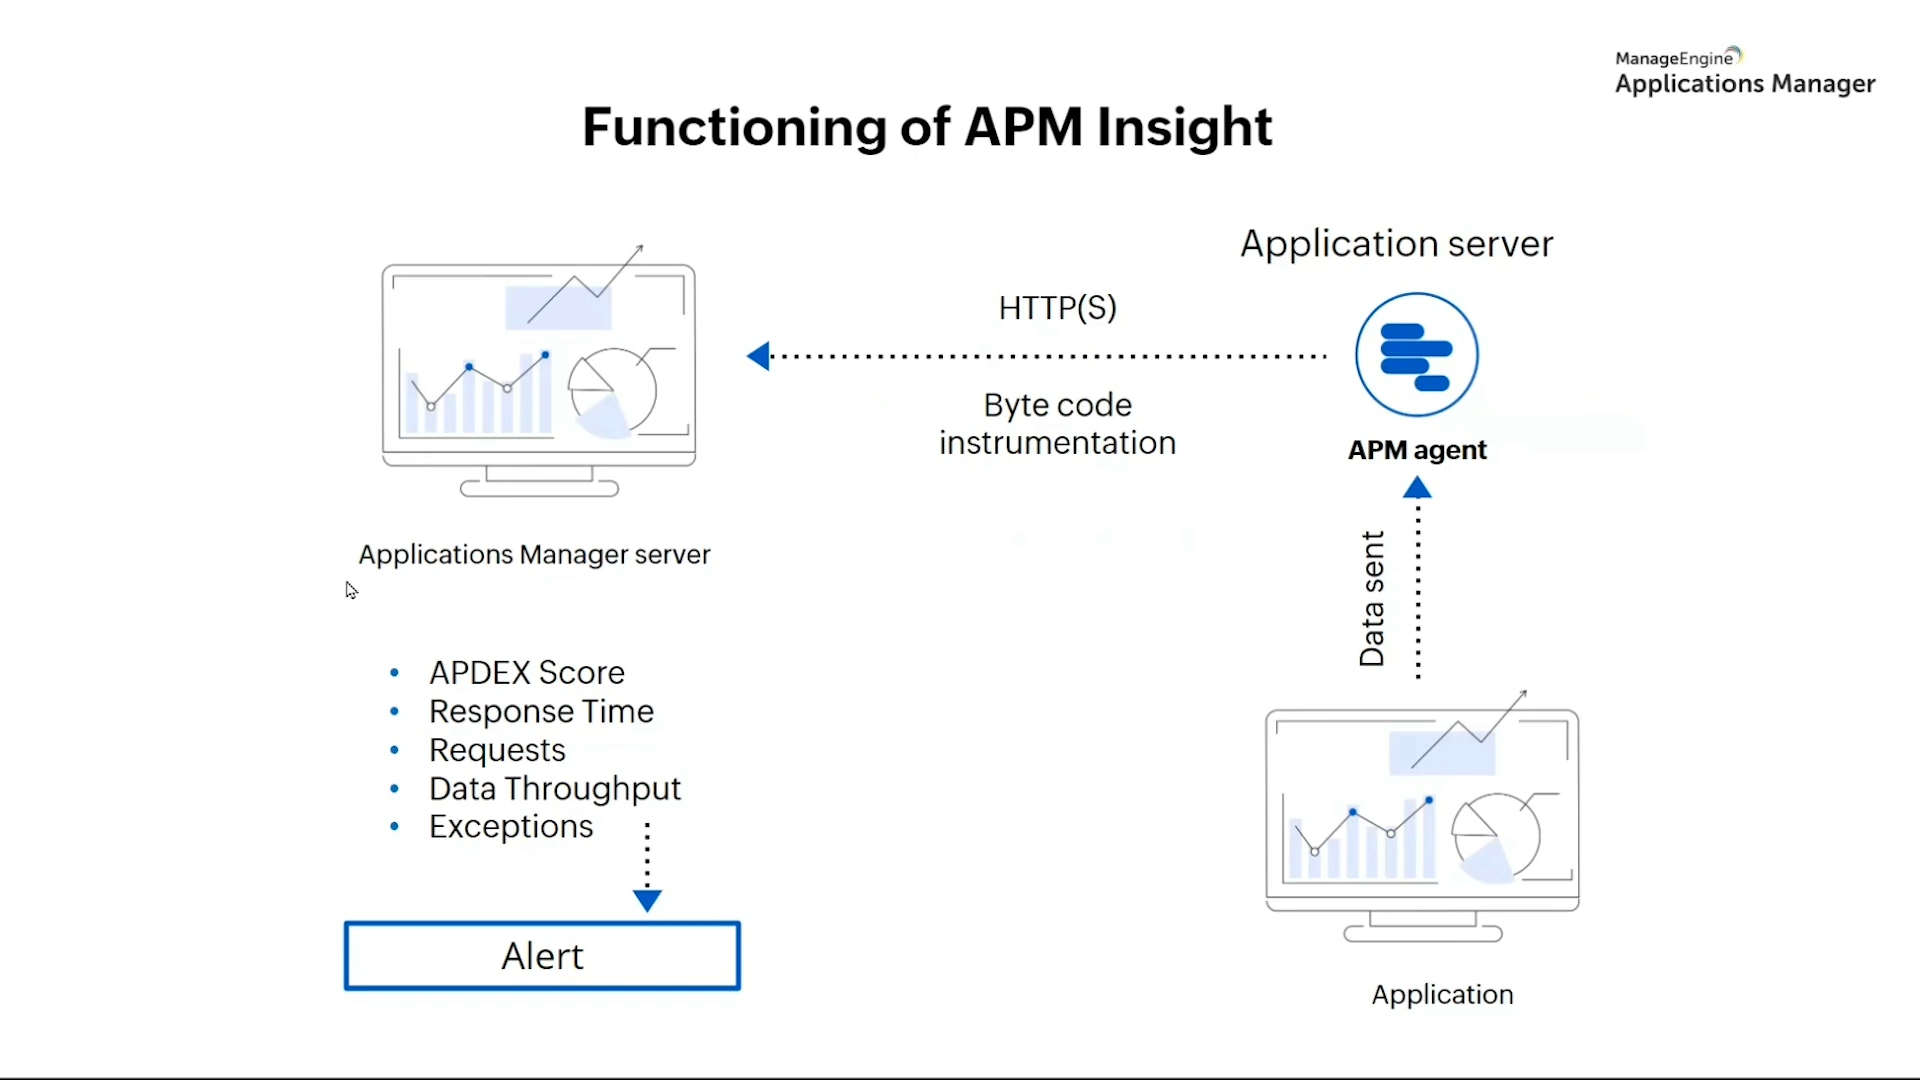 ManageEngine
Applications Manager
Functioning of APM Insight
Application server
HTTP(S)
Byte code
instrumentation
APM agent
Data sent
Applications Manager server
• APDEX Score
• Response Time
• Requests
• Data Throughput
• Exceptions
Alert
Application